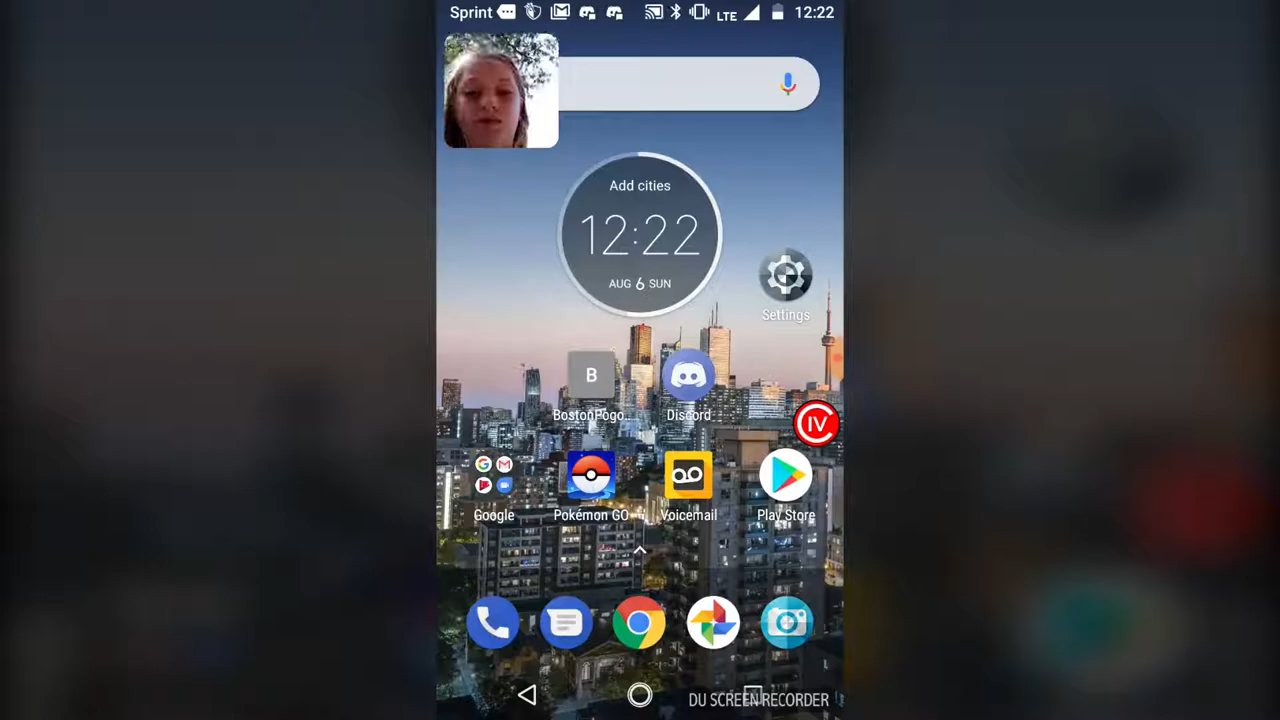 Sprint LTE 12:22
Add cities
12:22
AUG 6 SUN
Settings
B
BostonPogo...
Discord
IV
Google
Pokémon GO
Voicemail
Play Store
DU SCREEN RECORDER